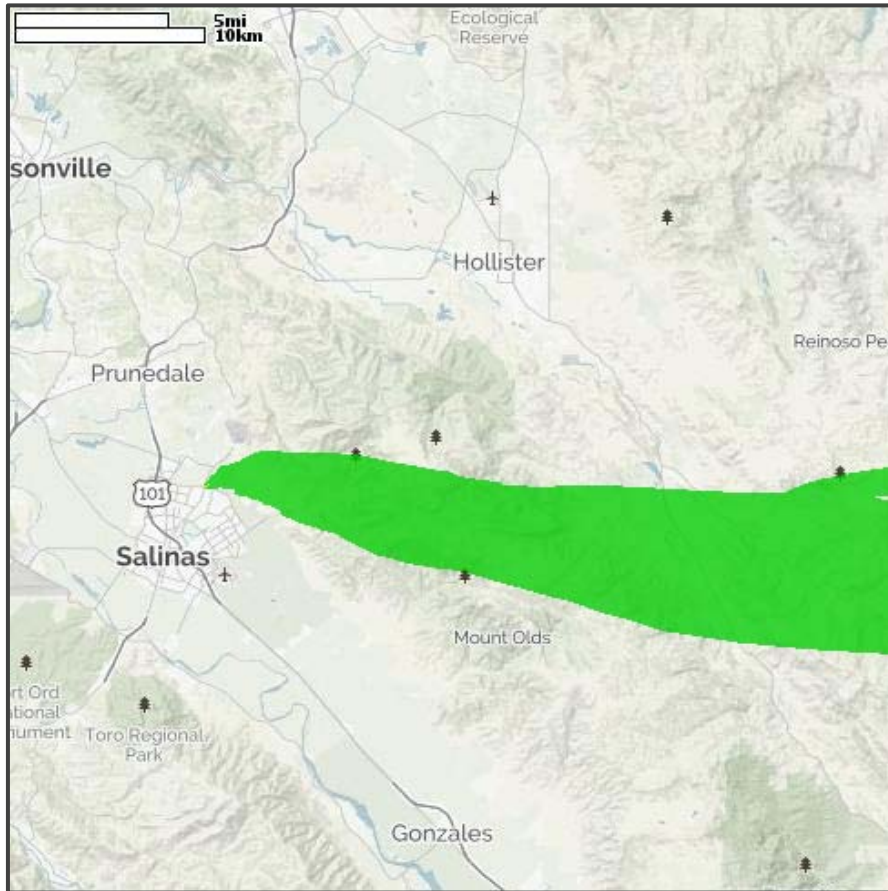 5mi
10km
Ecological
Reserve
sonville
Hollister
Reinoso Pe
Prunedale
101
Salinas
Mount Olds
ort Ord
ational
nument
Toro Regional
Park
Gonzales